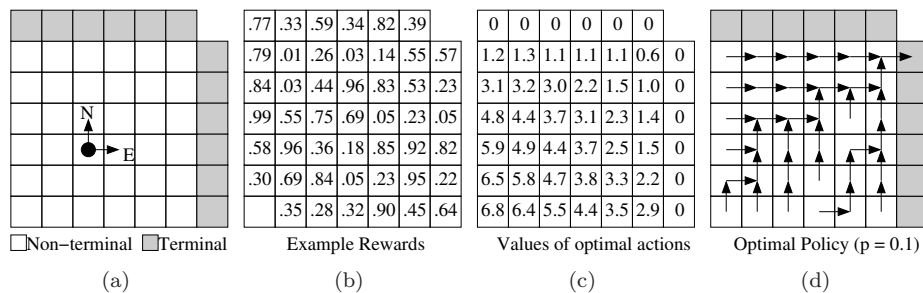 N
E
Non-terminal Terminal
(a)
.77 .33 .59 .34 .82 .39
.79 .01 .26 .03 .14 .55 .57
.84 .03 .44 .96 .83 .53 .23
.99 .55 .75 .69 .05 .23 .05
.58 .96 .36 .18 .85 .92 .82
.30 .69 .84 .05 .23 .95 .22
.35 .28 .32 .90 .45 .64
Example Rewards
(b)
0 0 0 0 0 0
1.2 1.3 1.1 1.1 1.1 0.6 0
3.1 3.2 3.0 2.2 1.5 1.0 0
4.8 4.4 3.7 3.1 2.3 1.4 0
5.9 4.9 4.4 3.7 2.5 1.5 0
6.5 5.8 4.7 3.8 3.3 2.2 0
6.8 6.4 5.5 4.4 3.5 2.9 0
Values of optimal actions
(c)
Optimal Policy (p = 0.1)
(d)